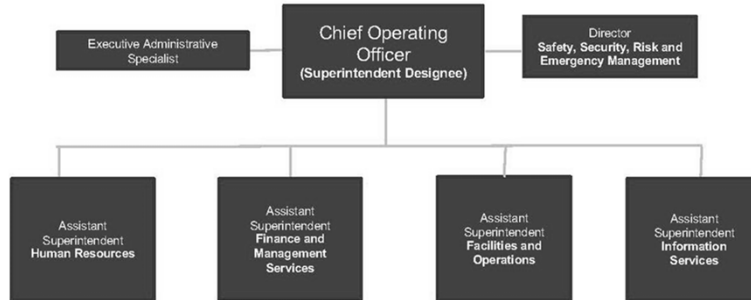 Executive Administrative
Specialist
Chief Operating
Officer
(Superintendent Designee)
Director
Safety, Security, Risk and
Emergency Management
Assistant
Superintendent
Human Resources
Assistant
Superintendent
Finance and
Management
Services
Assistant
Superintendent
Facilities and
Operations
Assistant
Superintendent
Information
Services